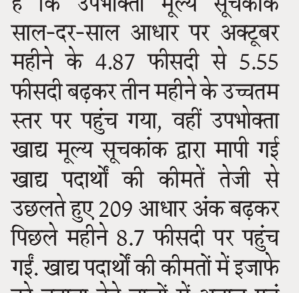 है कि उपभोक्ता मूल्य सूचकांक
साल-दर-साल आधार पर अक्टूबर
महीने के 4.87 फीसदी से 5.55
फीसदी बढ़कर तीन महीने के उच्चतम
स्तर पर पहुंच गया, वहीं उपभोक्ता
खाद्य मूल्य सूचकांक द्वारा मापी गई
खाद्य पदार्थों की कीमतें तेजी से
उछलते हुए 209 आधार अंक बढ़कर
पिछले महीने 8.7 फीसदी पर पहुंच
गईं. खाद्य पदार्थों की कीमतों में इजाफे